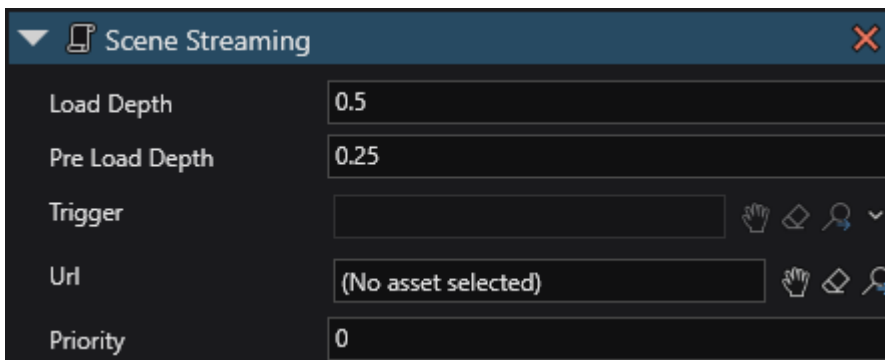 Scene Streaming
Load Depth 0.5
Pre Load Depth 0.25
Trigger
Url (No asset selected)
Priority 0